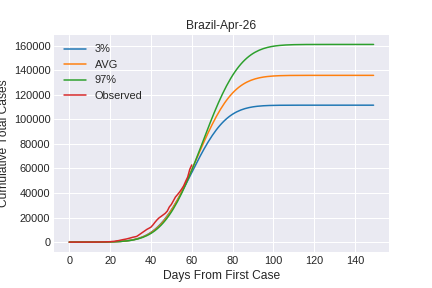 Brazil-Apr-26
160000
140000
120000
100000
80000
60000
40000
20000
0
Cumulative Total Cases
3%
AVG
97%
Observed
0 20 40 60 80 100 120 140
Days From First Case